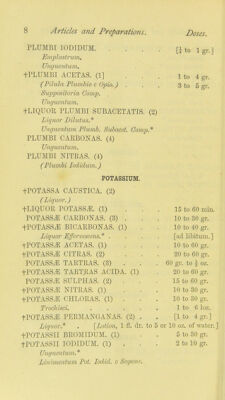 8 Articles and Preparations. Doses.
PLUMBI IODIDUM. [¼ to 1 gr.]
Emplastrum.
Unguentum.
†PLUMBI ACETAS. (1) 1 to 4 gr.
(Pilula Plumbi c Opio.) 3 to 5 gr.
Suppositoria Comp.
Unguentum.
†LIQUOR PLUMBI SUBACETATIS. (2)
Liquor Dilutus.*
Unguentum Plumb. Subacet. Comp.*
PLUMBI CARBONAS. (4)
Unguentum.
PLUMBI NITRAS. (4)
(Plumbi Iodidum.)
POTASSIUM.
†POTASSA CAUSTICA. (2)
(Liquor.)
†LIQUOR POTASSÆ. (1) 15 to 60 min.
POTASSÆ CARBONAS. (3) 10 to 30 gr.
†POTASSÆ BICARBONAS. (1) 10 to 40 gr.
Liquor Effervescens.* [ad libitum.]
†POTASSÆ ACETAS. (1) 10 to 60 gr.
†POTASSÆ CITRAS. (2) 20 to 60 gr.
POTASSÆ TARTRAS. (3) 60 gr. to ½ oz.
†POTASSÆ TARTRAS ACIDA. (1) 20 to 60 gr.
POTASSÆ SULPHAS. (2) 15 to 60 gr.
†POTASSÆ NITRAS. (1) 10 to 30 gr.
†POTASSÆ CHLORAS. (1) 10 to 30 gr.
Trochisci. 1 to 6 loz.
†POTASSÆ PERMANGANAS. (2) [1 to 4 gr.]
Liquor.* [Lotion, 1 fl. dr. to 5 or 10 oz. of water.]
†POTASSII BROMIDUM. (1) 5 to 30 gr.
†POTASSII IODIDUM. (1) 2 to 10 gr.
Unguentum.*
Linimentum Pot. Iodid. c Sapone.